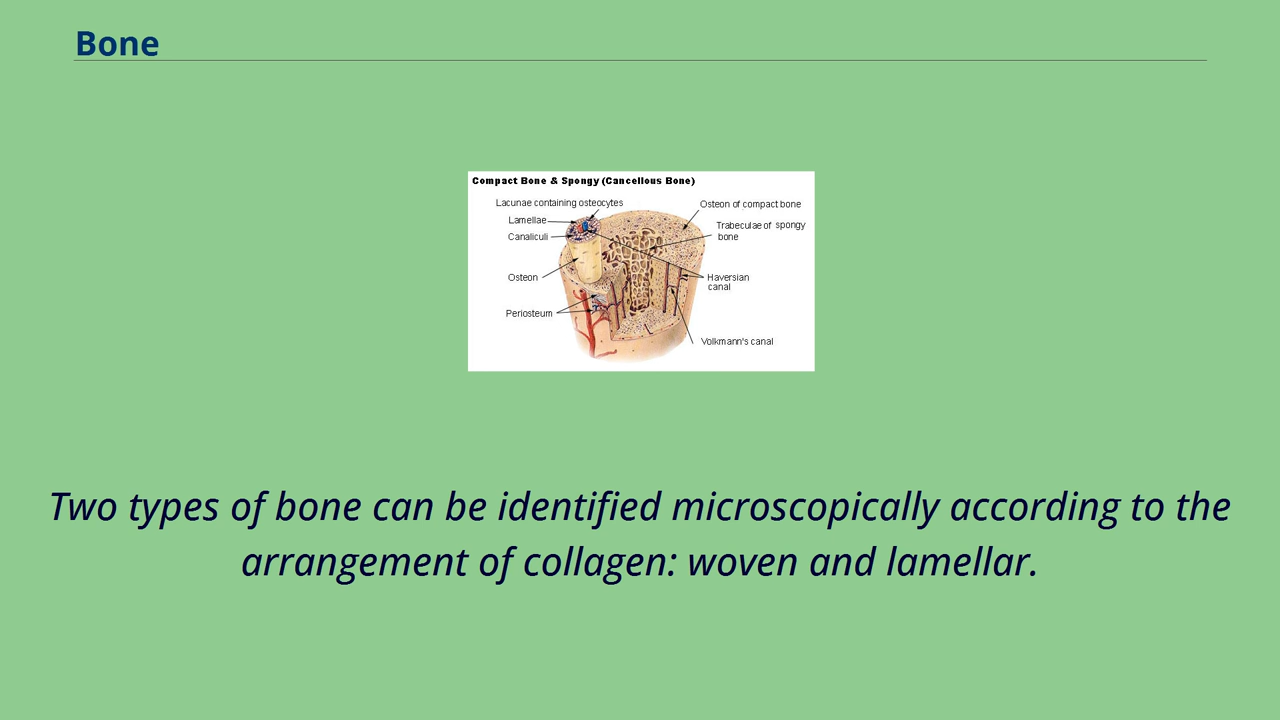 Bone
Compact Bone & Spongy (Cancellous Bone)
Lacunae containing osteocytes
Lamellae
Canaliculi
Osteon
Periosteum
Osteon of compact bone
Trabeculae of spongy
bone
Haversian
canal
Volkmann's canal
Two types of bone can be identified microscopically according to the
arrangement of collagen: woven and lamellar.